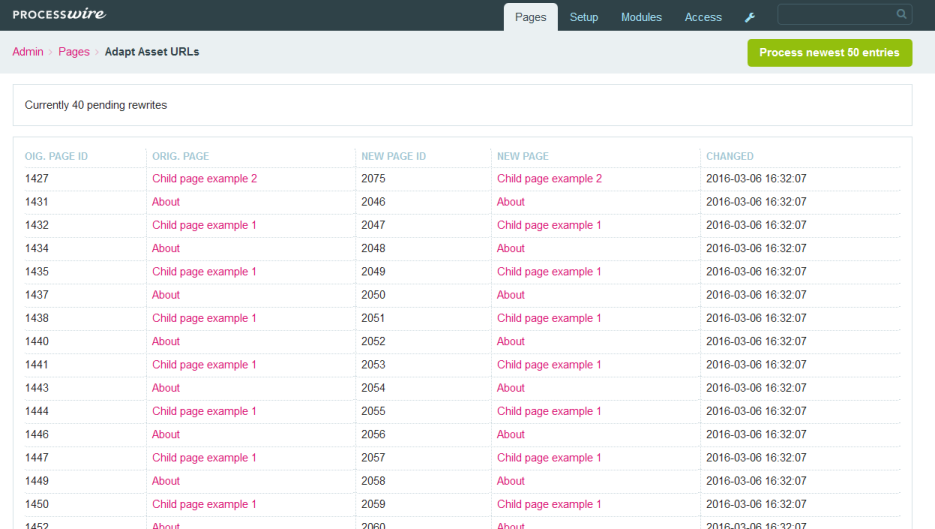 PROCESSwire
Pages Setup Modules Access
Admin > Pages > Adapt Asset URLs
Process newest 50 entries
Currently 40 pending rewrites
OIG. PAGE ID ORIG. PAGE NEW PAGE ID NEW PAGE CHANGED
1427 Child page example 2 2075 Child page example 2 2016-03-06 16:32:07
1431 About 2046 About 2016-03-06 16:32:07
1432 Child page example 1 2047 Child page example 1 2016-03-06 16:32:07
1434 About 2048 About 2016-03-06 16:32:07
1435 Child page example 1 2049 Child page example 1 2016-03-06 16:32:07
1437 About 2050 About 2016-03-06 16:32:07
1438 Child page example 1 2051 Child page example 1 2016-03-06 16:32:07
1440 About 2052 About 2016-03-06 16:32:07
1441 Child page example 1 2053 Child page example 1 2016-03-06 16:32:07
1443 About 2054 About 2016-03-06 16:32:07
1444 Child page example 1 2055 Child page example 1 2016-03-06 16:32:07
1446 About 2056 About 2016-03-06 16:32:07
1447 Child page example 1 2057 Child page example 1 2016-03-06 16:32:07
1449 About 2058 About 2016-03-06 16:32:07
1450 Child page example 1 2059 Child page example 1 2016-03-06 16:32:07
1452 About 2060 About 2016-03-06 16:32:07